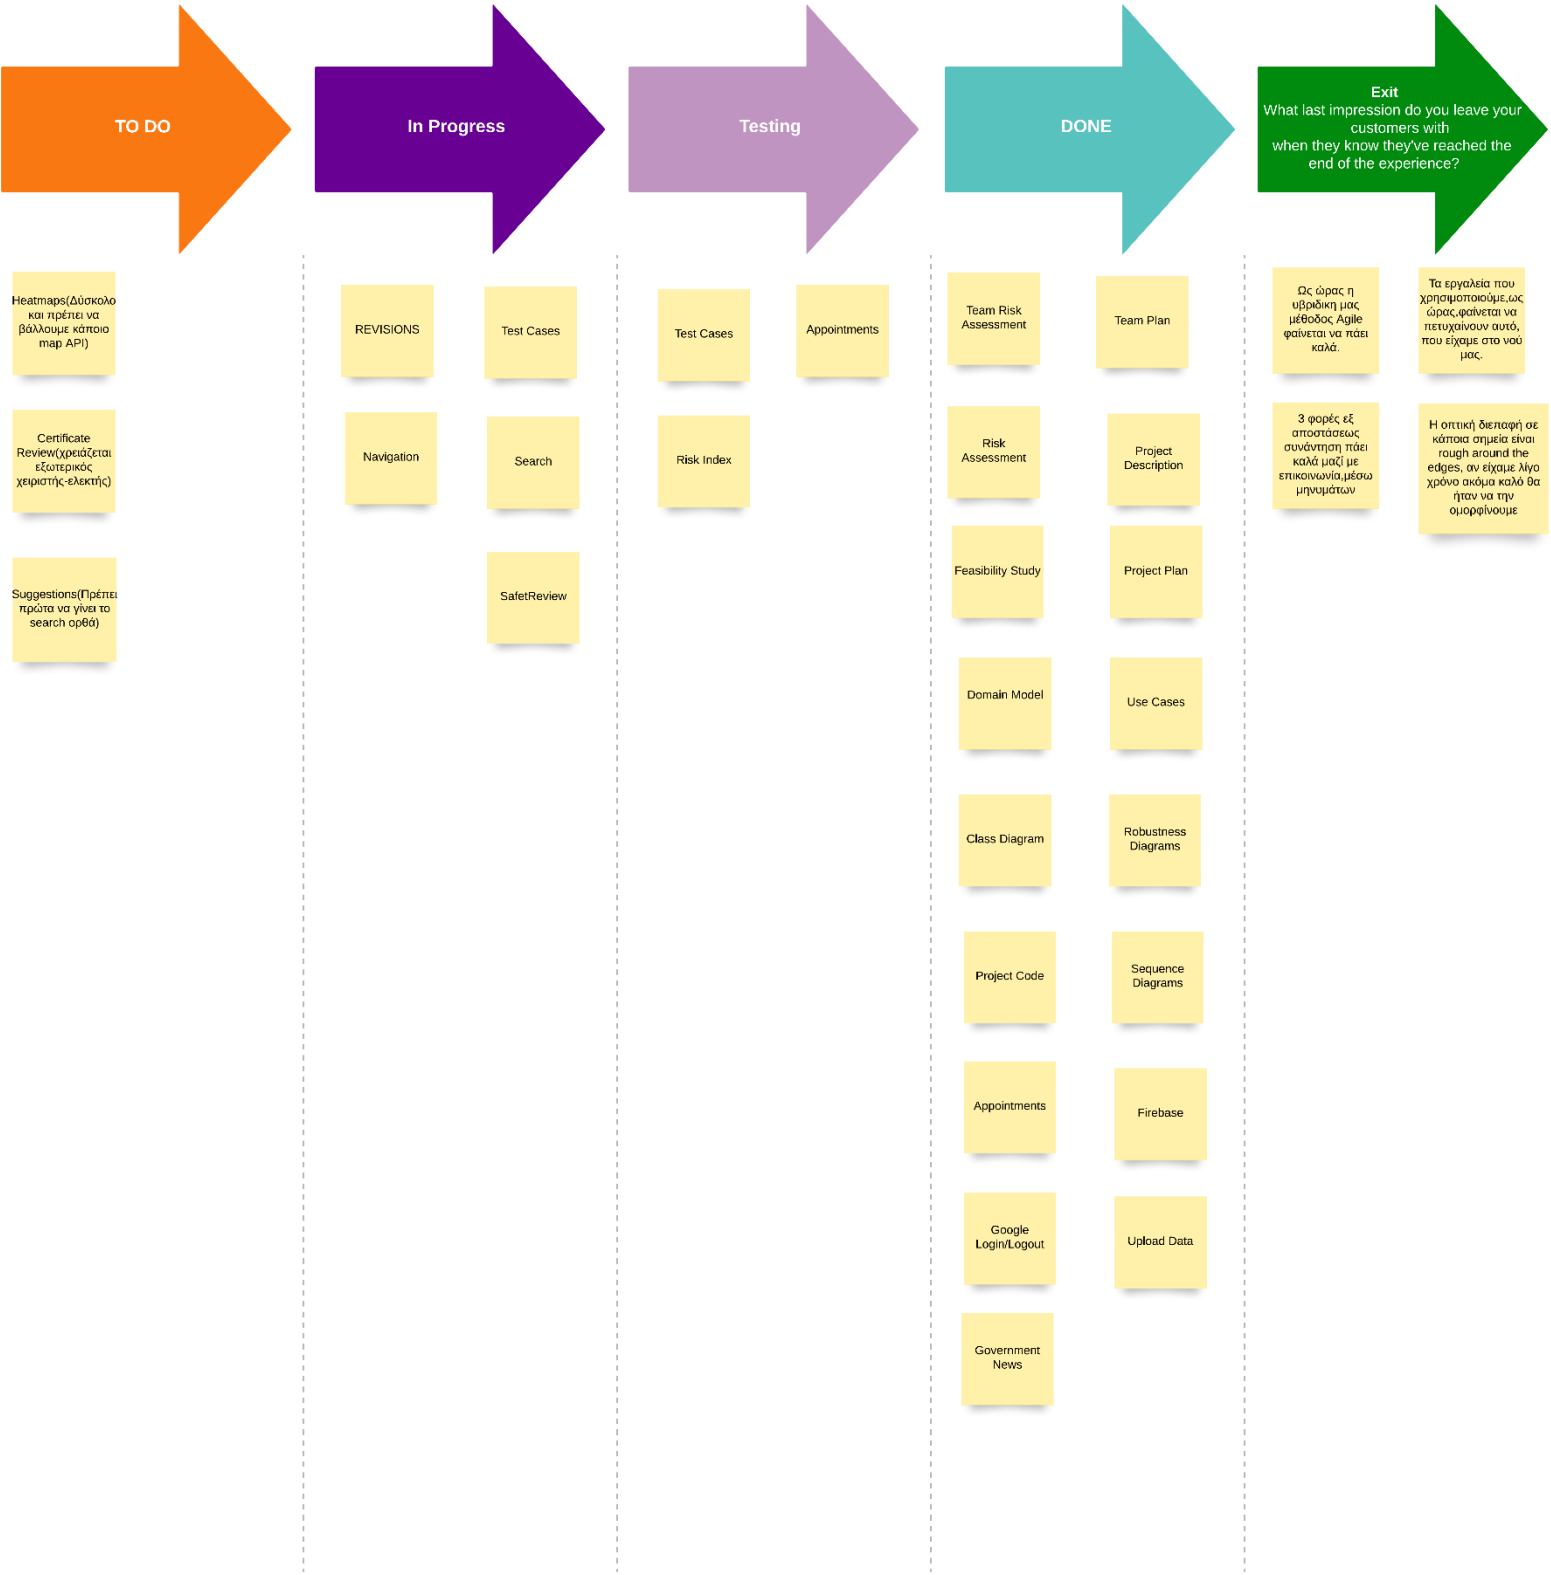 TO DO
In Progress
Testing
DONE
Exit
What last impression do you leave your
customers with
when they know they've reached the
end of the experience?
Heatmaps(Δύσκολο
και πρέπει να
βάλλουμε κάποιο
map API)
Certificate
Review(χρειάζεται
εξωτερικός
χειριστής-ελεκτής)
Suggestions(Πρέπει
πρώτα να γίνει το
search ορθά)
REVISIONS
Test Cases
Navigation
Search
SafetReview
Test Cases
Appointments
Risk Index
Team Risk
Assessment
Team Plan
Risk
Assessment
Project
Description
Feasibility Study
Project Plan
Domain Model
Use Cases
Class Diagram
Robustness
Diagrams
Project Code
Sequence
Diagrams
Appointments
Firebase
Google
Login/Logout
Upload Data
Government
News
Ως ώρας η
υβριδικη μας
μέθοδος Agile
φαίνεται να πάει
καλά.
Τα εργαλεία που
χρησιμοποιούμε,ως
ώρας,φαίνεται να
πετυχαίνουν αυτό,
που είχαμε στο νού
μας.
3 φορές εξ
αποστάσεως
συνάντηση πάει
καλά μαζί με
επικοινωνία,μέσω
μηνυμάτων
Η οπτική διεπαφή σε
κάποια σημεία είναι
rough around the
edges, αν είχαμε λίγο
χρόνο ακόμα καλό θα
ήταν να την
ομορφίνουμε